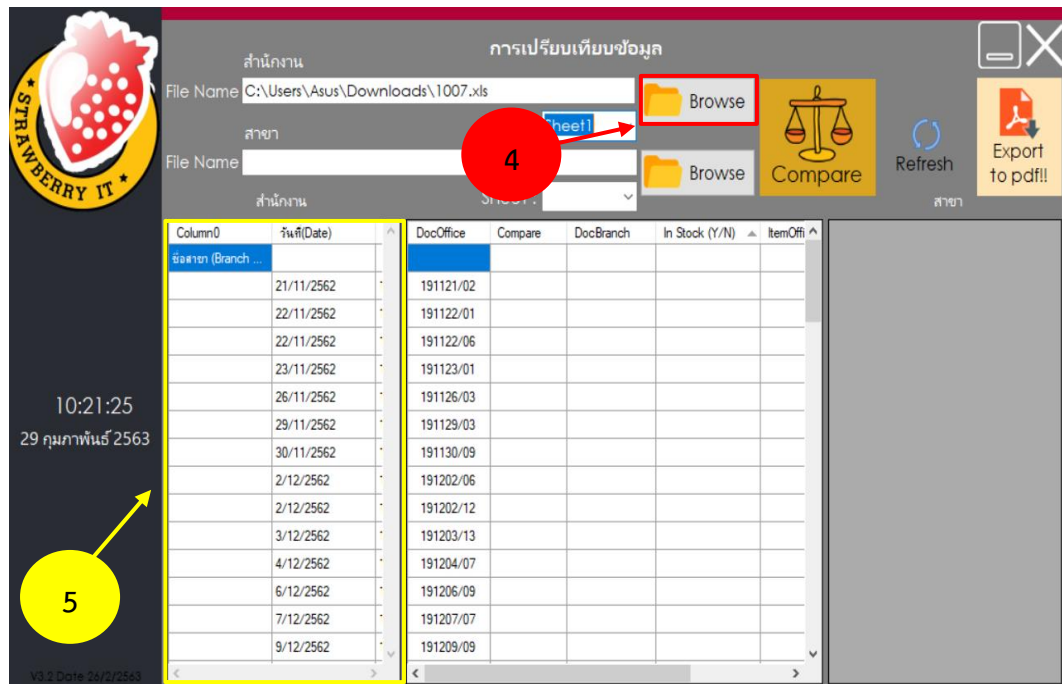 การเปรียบเทียบข้อมูล
สำนักงาน
File Name C:\Users\Asus\Downloads\1007.xls Browse
Sheet1
สาขา
4
File Name Browse
Compare
Refresh
Export
to pdf!!
สำนักงาน
สาขา
STRAWBERRY IT
Column0 วันที่(Date) DocOffice Compare DocBranch In Stock (Y/N) ItemOffi
ชื่อสาขา (Branch ...
21/11/2562 191121/02
22/11/2562 191122/01
22/11/2562 191122/06
23/11/2562 191123/01
26/11/2562 191126/03
29/11/2562 191129/03
30/11/2562 191130/09
2/12/2562 191202/06
2/12/2562 191202/12
3/12/2562 191203/13
4/12/2562 191204/07
6/12/2562 191206/09
7/12/2562 191207/07
9/12/2562 191209/09
10:21:25
29 กุมภาพันธ์ 2563
5
V3.2 Date 26/2/2563